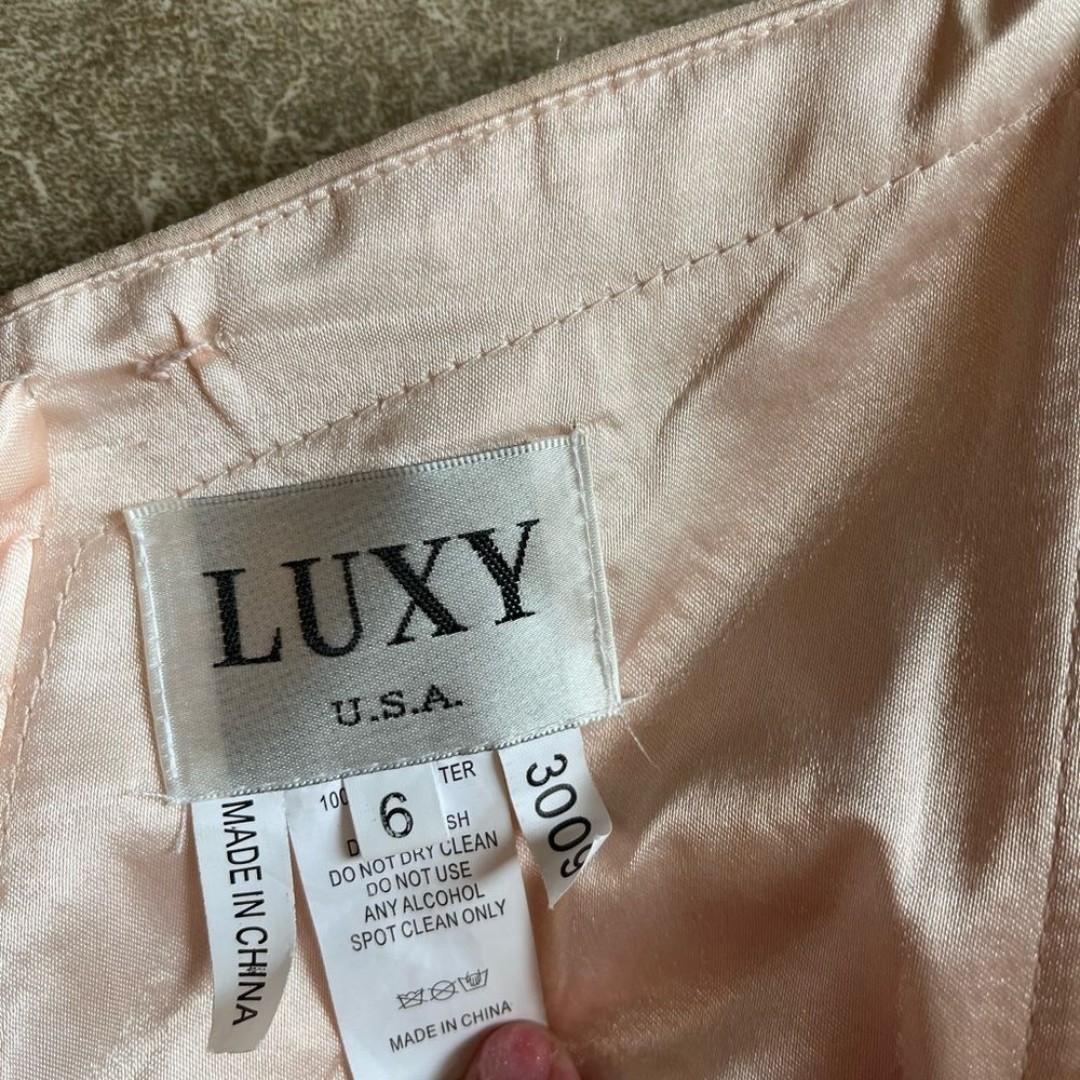 LUXY
U.S.A.
MADE IN CHINA
6
3009
DO NOT DRY CLEAN
DO NOT USE
ANY ALCOHOL
SPOT CLEAN ONLY
MADE IN CHINA